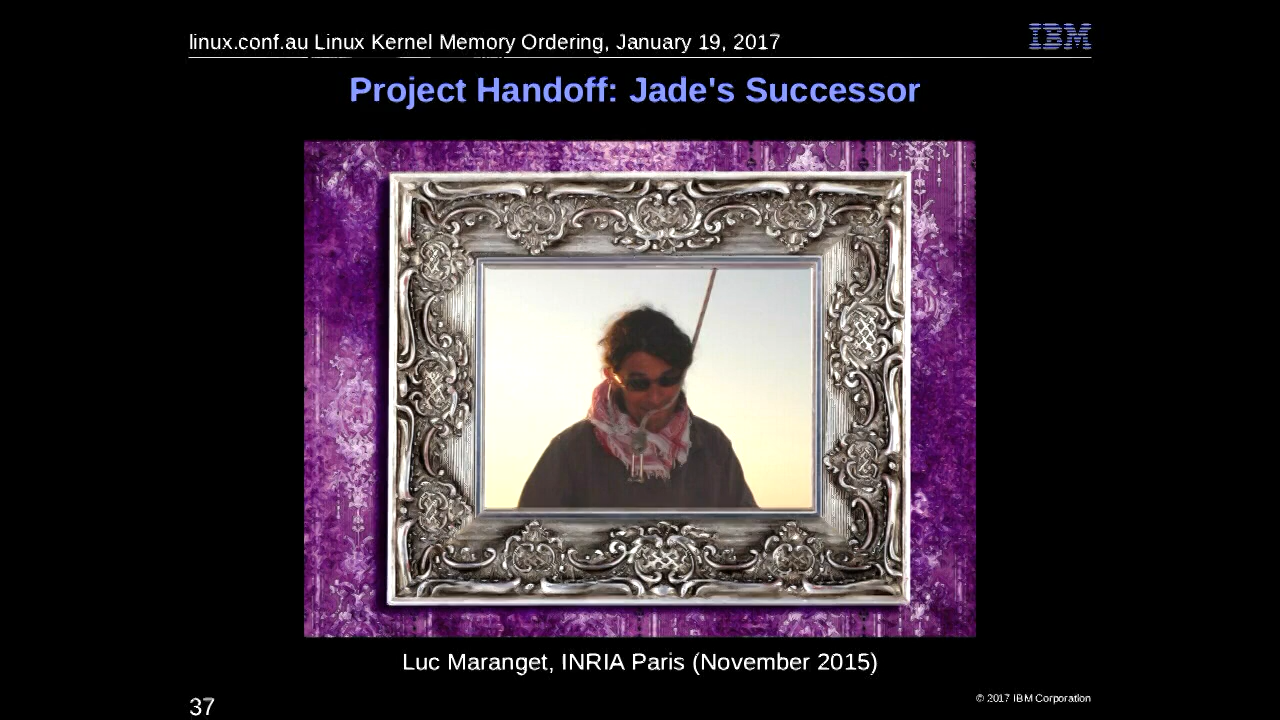 linux.conf.au Linux Kernel Memory Ordering, January 19, 2017
IBM
Project Handoff: Jade's Successor
Luc Maranget, INRIA Paris (November 2015)
37
© 2017 IBM Corporation